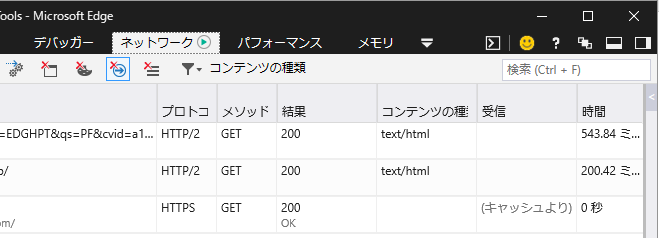 Tools - Microsoft Edge
デバッガー ネットワーク パフォーマンス メモリ
コンテンツの種類 検索 (Ctrl + F)
プロトコ メソッド 結果 コンテンツの種類 受信 時間
=EDGHPT&qs=PF&cvid=a1... HTTP/2 GET 200 text/html 543.84 ミ...
o/ HTTP/2 GET 200 text/html 200.42 ミ...
HTTPS GET 200 (キャッシュより) 0 秒
om/ OK